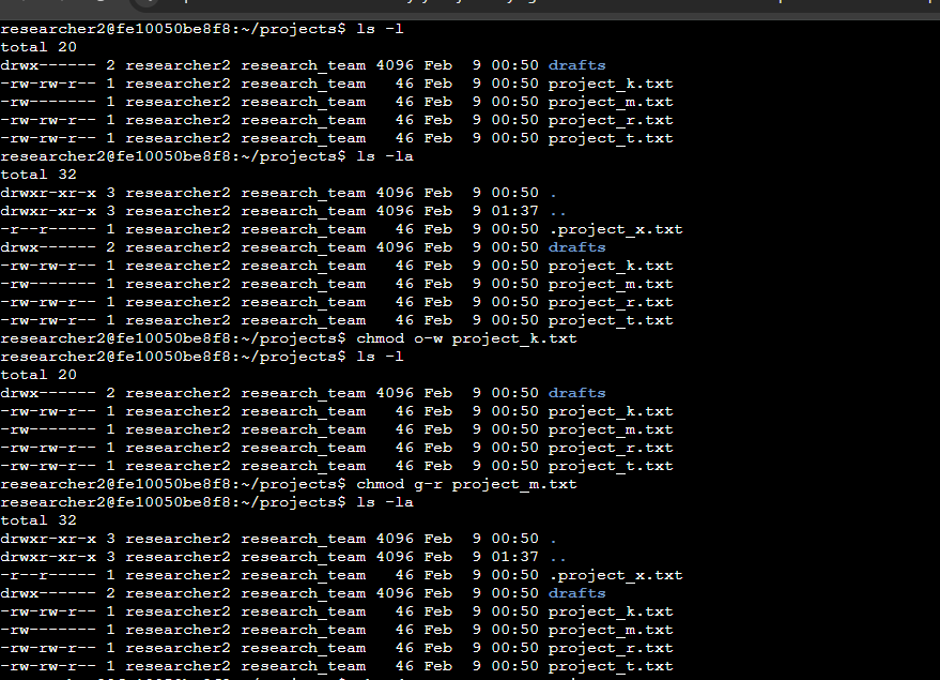 researcher2@fe10050be8f8:~/projects$ ls -l
total 20
drwx------ 2 researcher2 research_team 4096 Feb  9 00:50 drafts
-rw-rw-r-- 1 researcher2 research_team   46 Feb  9 00:50 project_k.txt
-rw------- 1 researcher2 research_team   46 Feb  9 00:50 project_m.txt
-rw-rw-r-- 1 researcher2 research_team   46 Feb  9 00:50 project_r.txt
-rw-rw-r-- 1 researcher2 research_team   46 Feb  9 00:50 project_t.txt
researcher2@fe10050be8f8:~/projects$ ls -la
total 32
drwxr-xr-x 3 researcher2 research_team 4096 Feb  9 00:50 .
drwxr-xr-x 3 researcher2 research_team 4096 Feb  9 01:37 ..
-r--r----- 1 researcher2 research_team   46 Feb  9 00:50 .project_x.txt
drwx------ 2 researcher2 research_team 4096 Feb  9 00:50 drafts
-rw-rw-r-- 1 researcher2 research_team   46 Feb  9 00:50 project_k.txt
-rw------- 1 researcher2 research_team   46 Feb  9 00:50 project_m.txt
-rw-rw-r-- 1 researcher2 research_team   46 Feb  9 00:50 project_r.txt
-rw-rw-r-- 1 researcher2 research_team   46 Feb  9 00:50 project_t.txt
researcher2@fe10050be8f8:~/projects$ chmod o-w project_k.txt
researcher2@fe10050be8f8:~/projects$ ls -l
total 20
drwx------ 2 researcher2 research_team 4096 Feb  9 00:50 drafts
-rw-rw-r-- 1 researcher2 research_team   46 Feb  9 00:50 project_k.txt
-rw------- 1 researcher2 research_team   46 Feb  9 00:50 project_m.txt
-rw-rw-r-- 1 researcher2 research_team   46 Feb  9 00:50 project_r.txt
-rw-rw-r-- 1 researcher2 research_team   46 Feb  9 00:50 project_t.txt
researcher2@fe10050be8f8:~/projects$ chmod g-r project_m.txt
researcher2@fe10050be8f8:~/projects$ ls -la
total 32
drwxr-xr-x 3 researcher2 research_team 4096 Feb  9 00:50 .
drwxr-xr-x 3 researcher2 research_team 4096 Feb  9 01:37 ..
-r--r----- 1 researcher2 research_team   46 Feb  9 00:50 .project_x.txt
drwx------ 2 researcher2 research_team 4096 Feb  9 00:50 drafts
-rw-rw-r-- 1 researcher2 research_team   46 Feb  9 00:50 project_k.txt
-rw------- 1 researcher2 research_team   46 Feb  9 00:50 project_m.txt
-rw-rw-r-- 1 researcher2 research_team   46 Feb  9 00:50 project_r.txt
-rw-rw-r-- 1 researcher2 research_team   46 Feb  9 00:50 project_t.txt